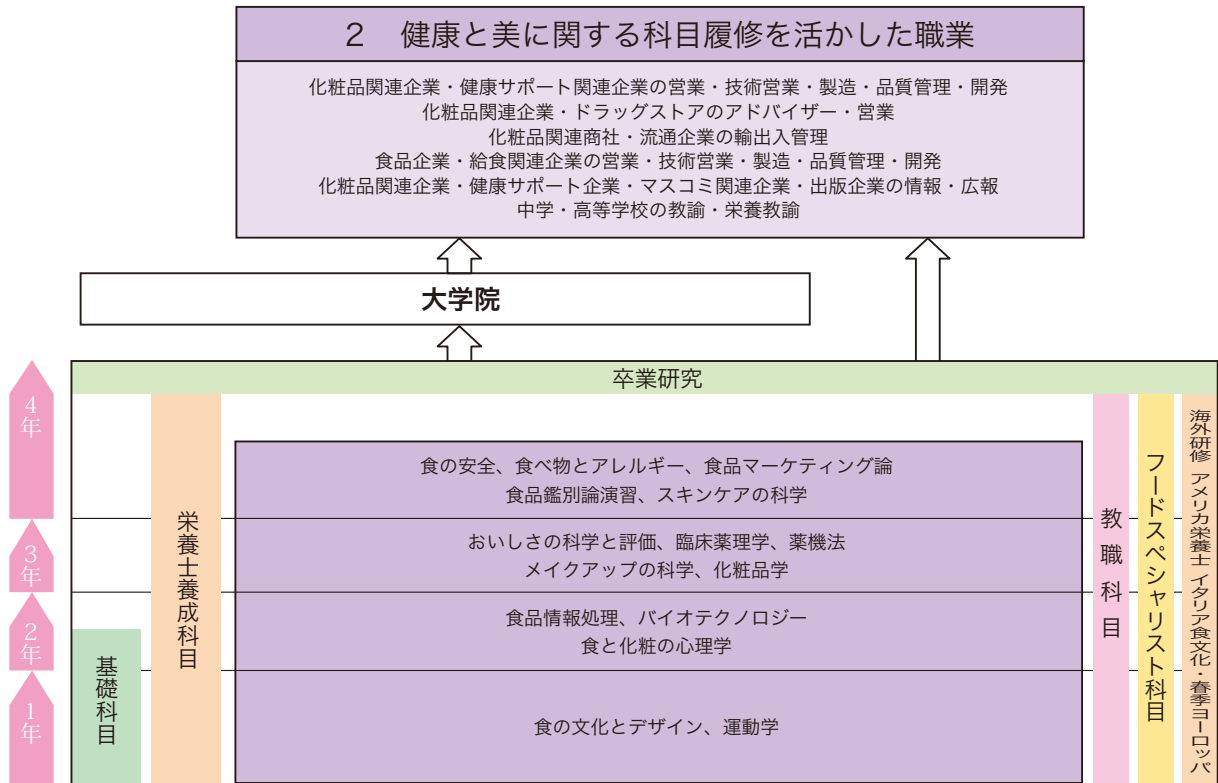 2 健康と美に関する科目履修を活かした職業
化粧品関連企業・健康サポート関連企業の営業・技術営業・製造・品質管理・開発
化粧品関連企業・ドラッグストアのアドバイザー・営業
化粧品関連商社・流通企業の輸出入管理
食品企業・給食関連企業の営業・技術営業・製造・品質管理・開発
化粧品関連企業・健康サポート企業・マスコミ関連企業・出版企業の情報・広報
中学・高等学校の教諭・栄養教諭
大学院
卒業研究
4年
3年
2年
1年
基礎科目
栄養士養成科目
食の安全、食べ物とアレルギー、食品マーケティング論
食品鑑別論演習、スキンケアの科学
おいしさの科学と評価、臨床薬理学、薬機法
メイクアップの科学、化粧品学
食品情報処理、バイオテクノロジー
食と化粧の心理学
食の文化とデザイン、運動学
教職科目
フードスペシャリスト科目
海外研修 アメリカ栄養士 イタリア食文化・春季ヨーロッパ